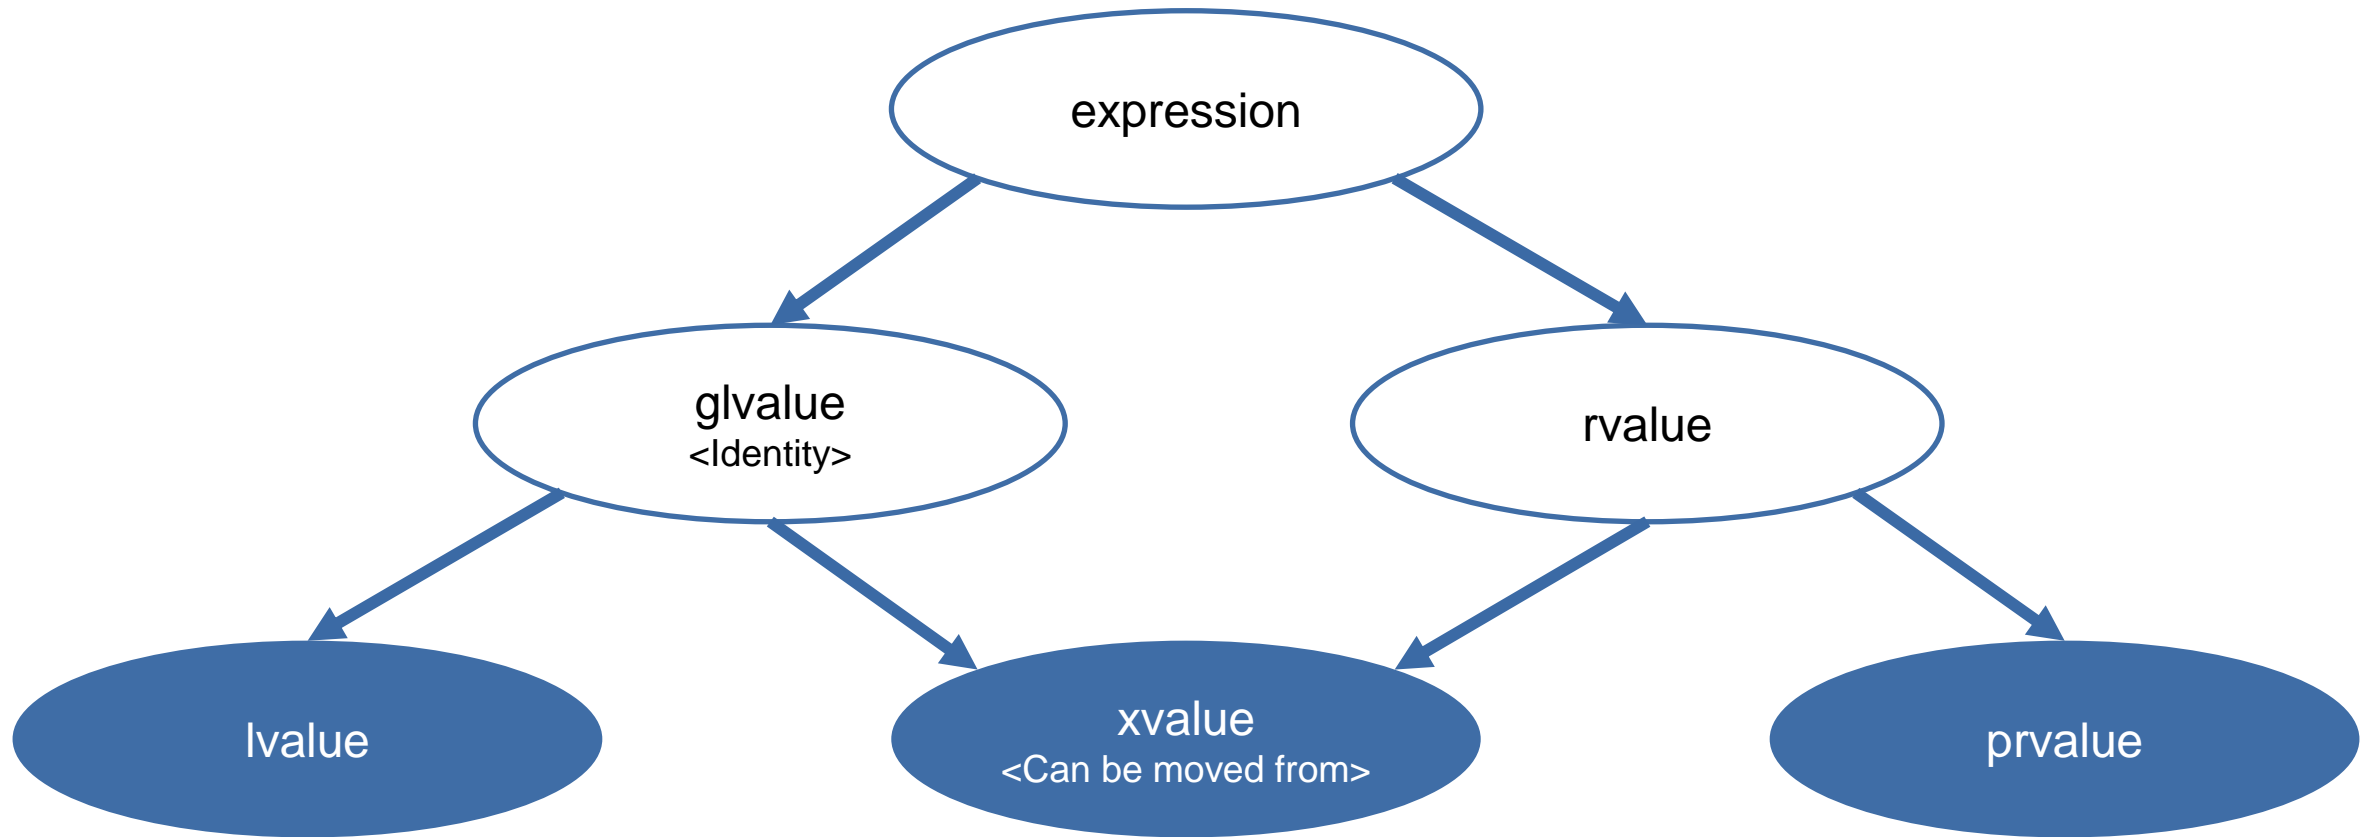 expression
glvalue
<Identity>
rvalue
lvalue
xvalue
<Can be moved from>
prvalue